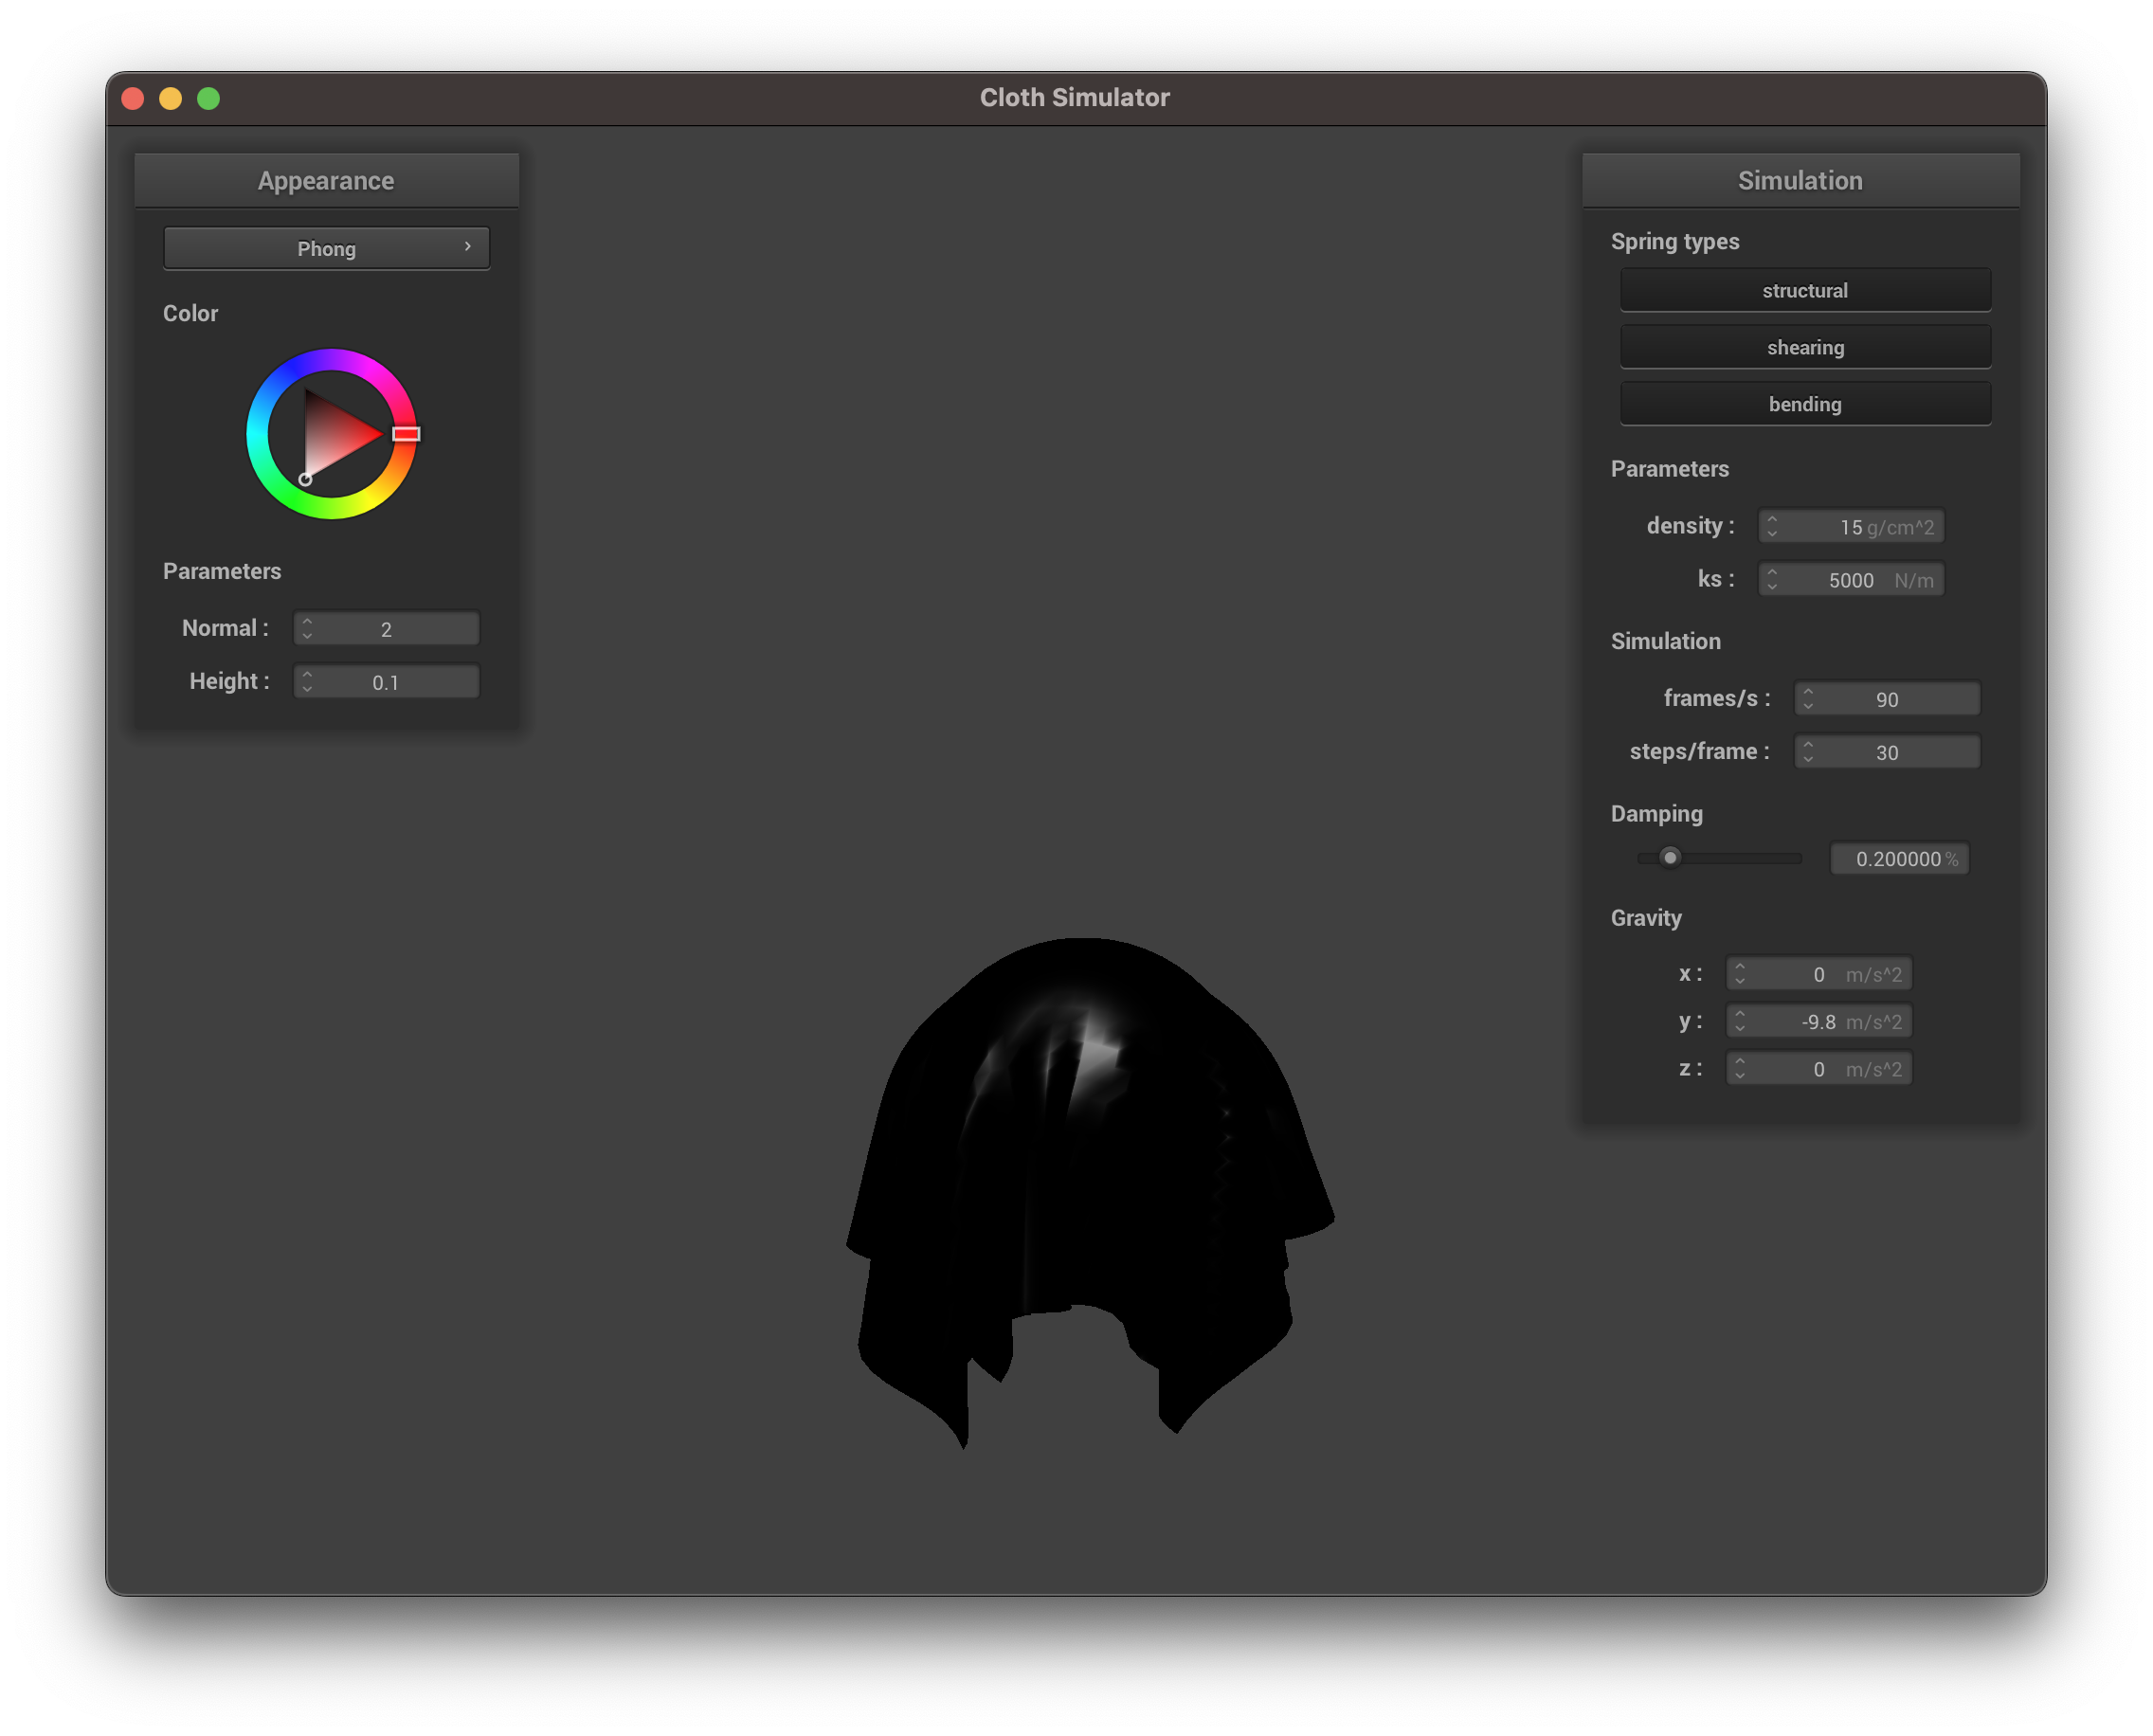 Cloth Simulator
Appearance
Phong
Color
Parameters
Normal : 2
Height : 0.1
Simulation
Spring types
structural
shearing
bending
Parameters
density : 15 g/cm^2
ks : 5000 N/m
Simulation
frames/s : 90
steps/frame : 30
Damping
0.200000 %
Gravity
x : 0 m/s^2
y : -9.8 m/s^2
z : 0 m/s^2